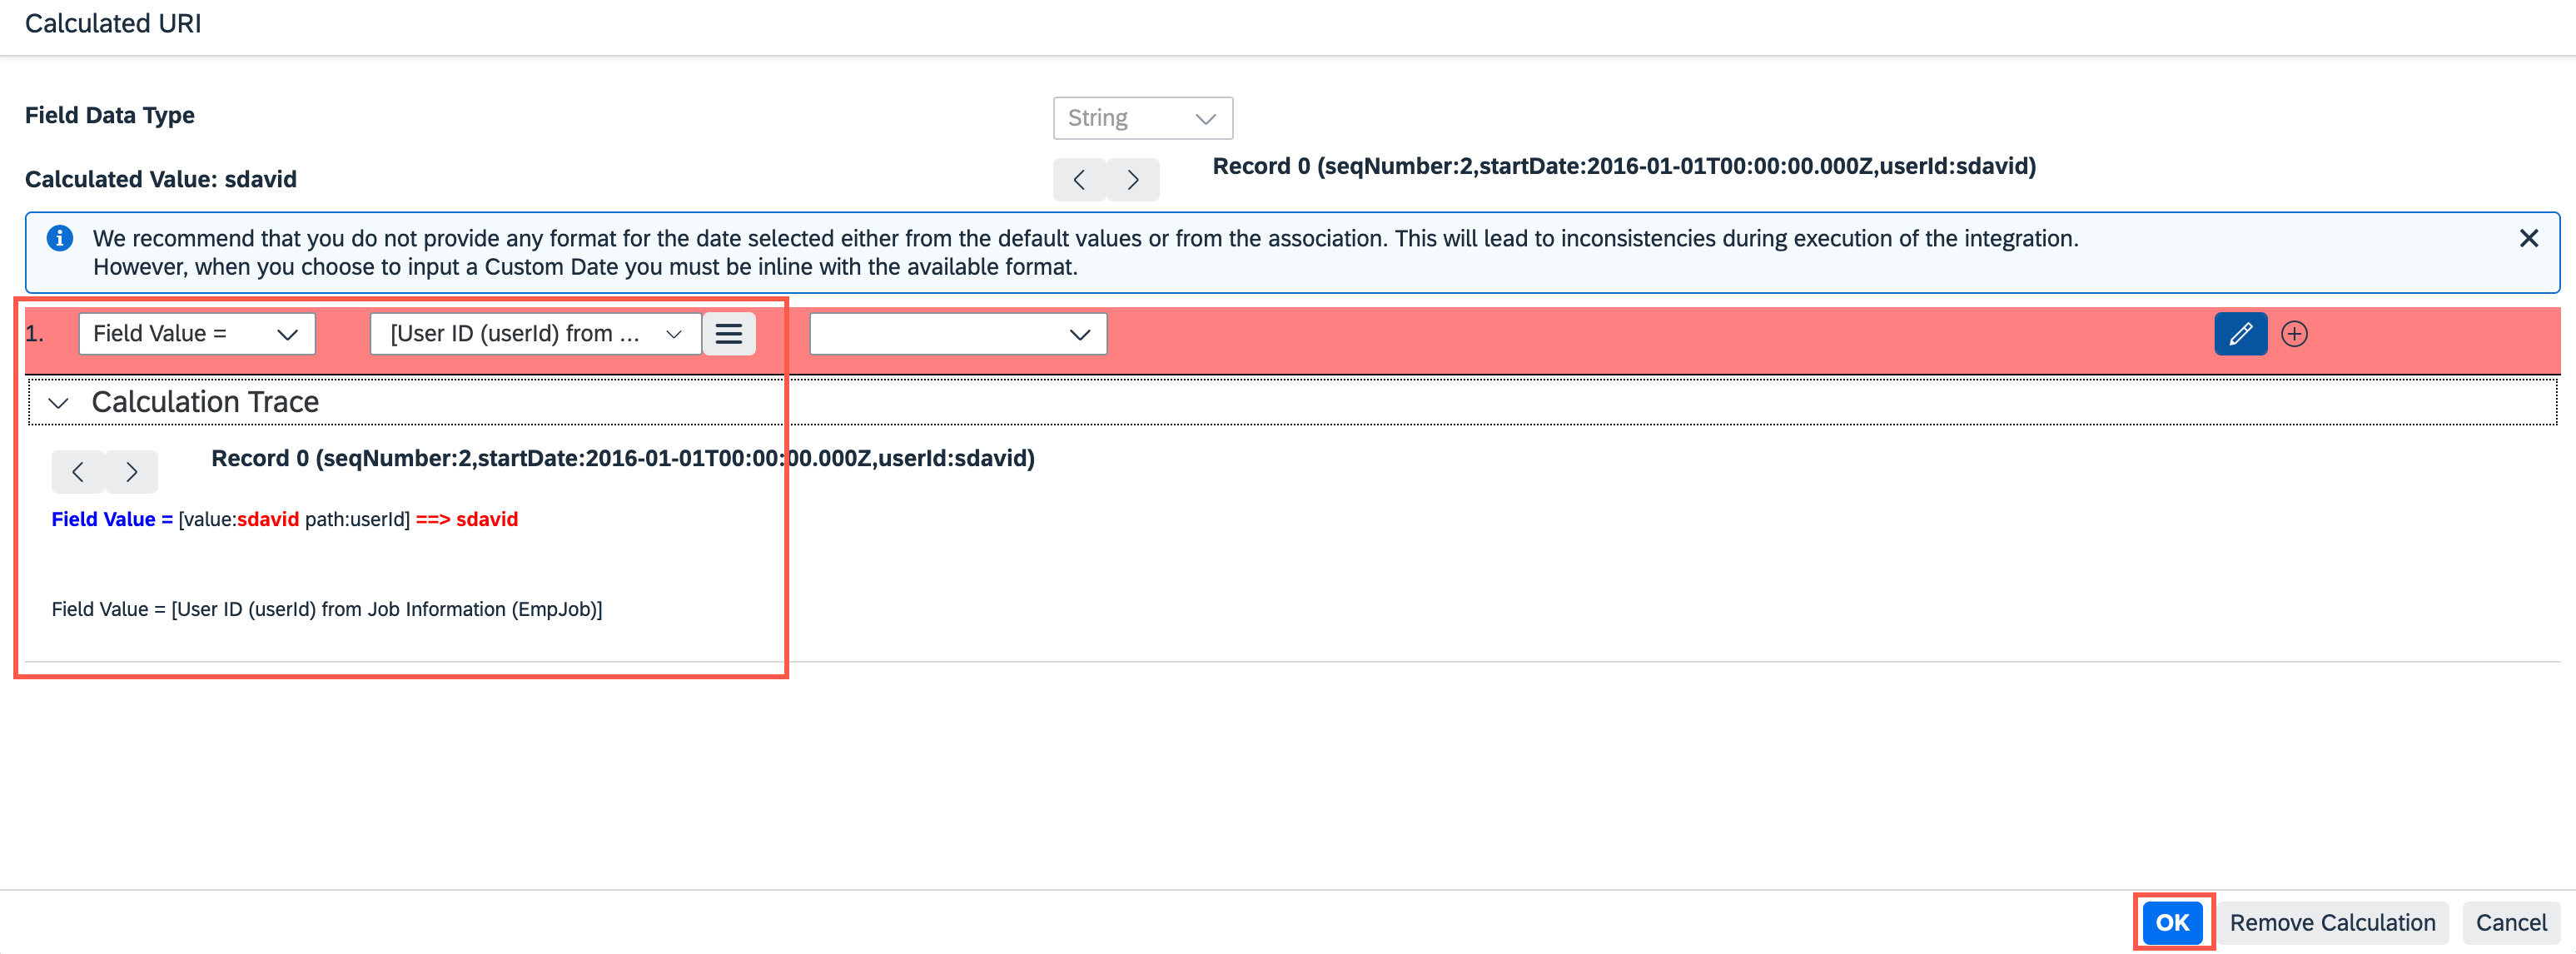 Calculated URI
Field Data Type
String
Calculated Value: sdavid
Record 0 (seqNumber:2,startDate:2016-01-01T00:00:00.000Z,userId:sdavid)
We recommend that you do not provide any format for the date selected either from the default values or from the association. This will lead to inconsistencies during execution of the integration.
However, when you choose to input a Custom Date you must be inline with the available format.
1. Field Value = [User ID (userId) from ...
Calculation Trace
Record 0 (seqNumber:2,startDate:2016-01-01T00:00:00.000Z,userId:sdavid)
Field Value = [value:sdavid path:userId] ==> sdavid
Field Value = [User ID (userId) from Job Information (EmpJob)]
OK Remove Calculation Cancel